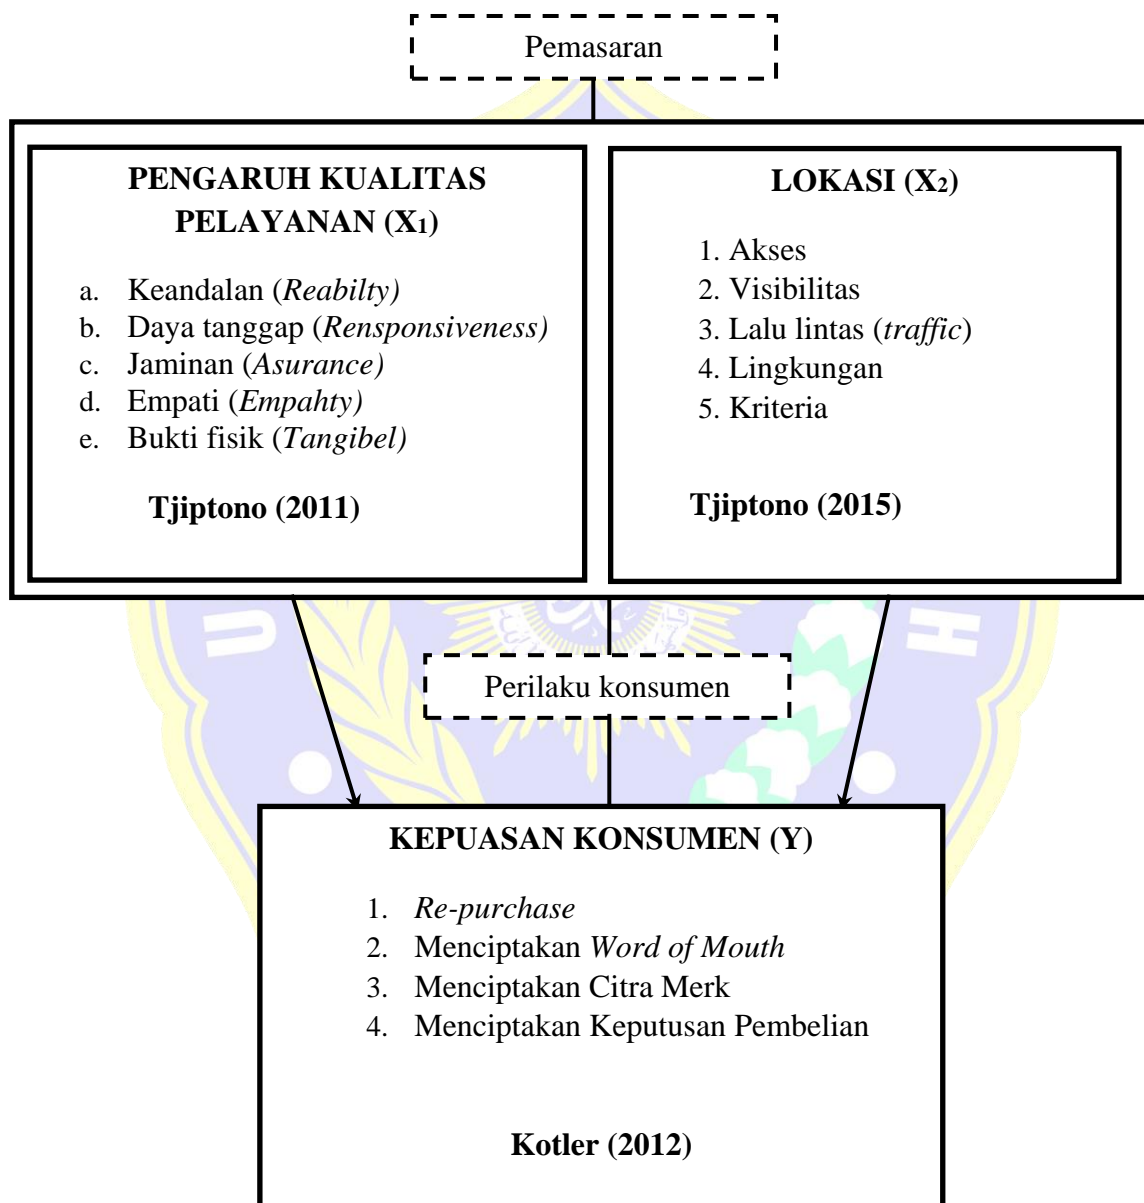 Pemasaran
PENGARUH KUALITAS
PELAYANAN (X1)
a. Keandalan (Reabilty)
b. Daya tanggap (Rensponsiveness)
c. Jaminan (Asurance)
d. Empati (Empahty)
e. Bukti fisik (Tangibel)
Tjiptono (2011)
LOKASI (X2)
1. Akses
2. Visibilitas
3. Lalu lintas (traffic)
4. Lingkungan
5. Kriteria
Tjiptono (2015)
U
H
Perilaku konsumen
KEPUASAN KONSUMEN (Y)
1. Re-purchase
2. Menciptakan Word of Mouth
3. Menciptakan Citra Merk
4. Menciptakan Keputusan Pembelian
Kotler (2012)